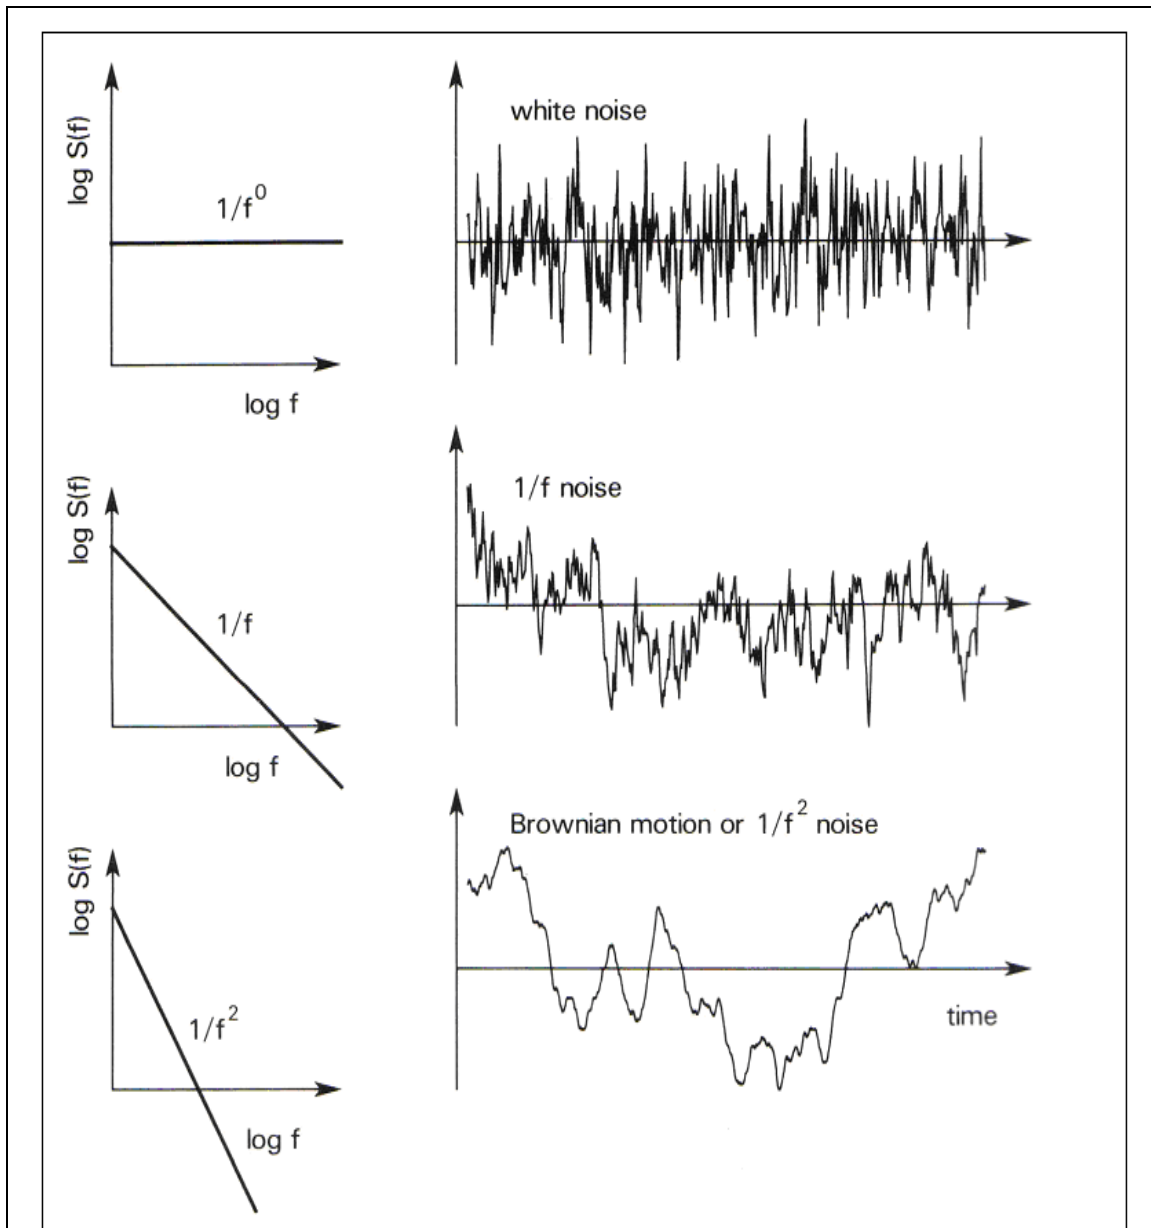 log S(f)
1/f⁰
log f
white noise
log S(f)
1/f
log f
1/f noise
log S(f)
1/f²
log f
Brownian motion or 1/f² noise
time